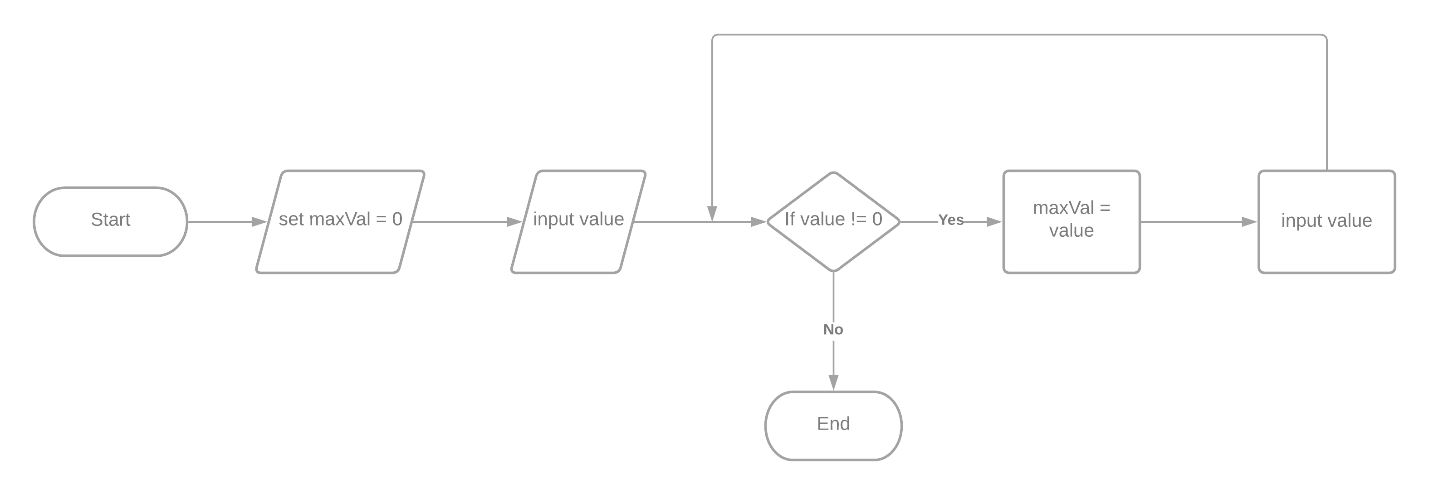 Start
set maxVal = 0
input value
If value != 0
Yes
maxVal =
value
input value
No
End